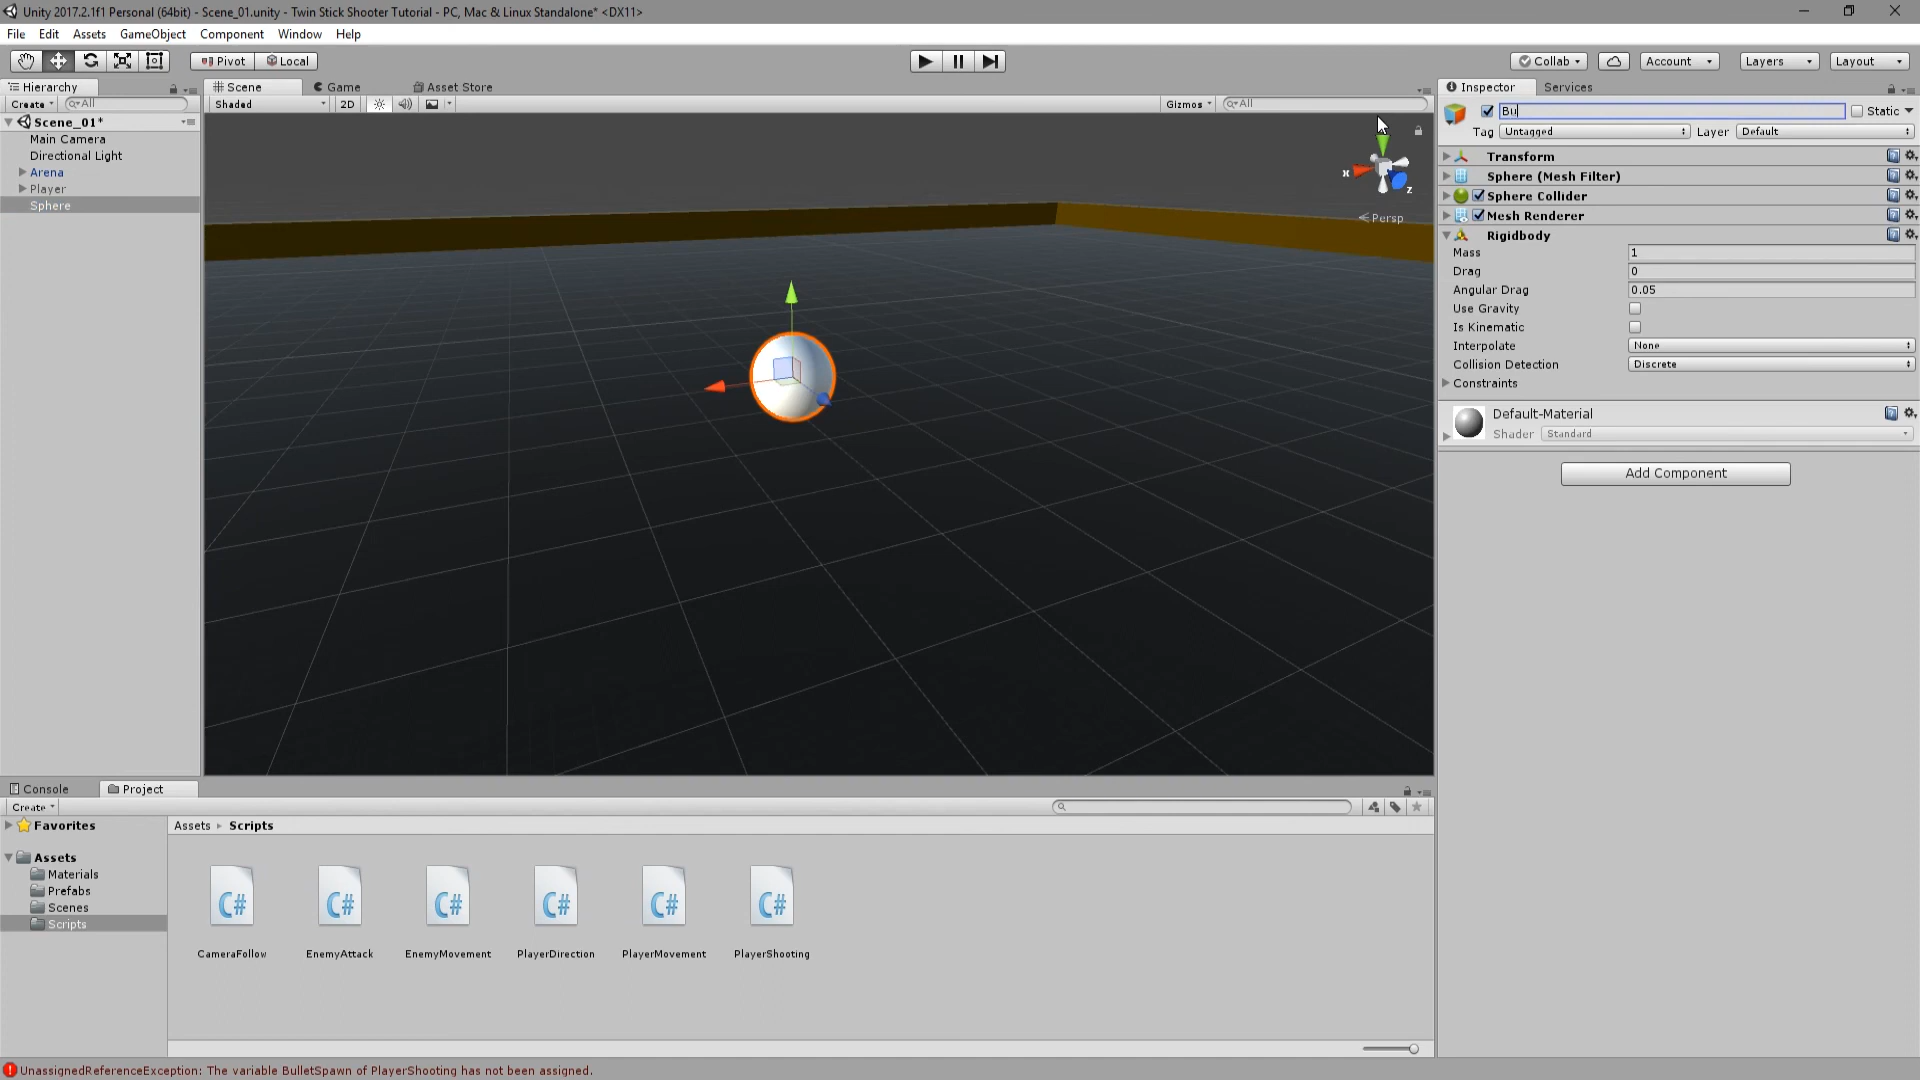 Unity 2017.2.1f1 Personal (64bit) - Scene_01.unity - Twin Stick Shooter Tutorial - PC, Mac & Linux Standalone* <DX11>
File Edit Assets GameObject Component Window Help
Pivot Local Collab Account Layers Layout
Hierarchy
Create All
Scene_01*
Main Camera
Directional Light
Arena
Player
Sphere
Scene Game Asset Store
Shaded 2D Gizmos All
x
z
Persp
Inspector Services
Bu Static
Tag Untagged Layer Default
Transform
Sphere (Mesh Filter)
Sphere Collider
Mesh Renderer
Rigidbody
Mass 1
Drag 0
Angular Drag 0.05
Use Gravity
Is Kinematic
Interpolate None
Collision Detection Discrete
Constraints
Default-Material
Shader Standard
Add Component
Console Project
Create
Favorites
Assets
Materials
Prefabs
Scenes
Scripts
Assets Scripts
C# C# C# C# C# C#
CameraFollow EnemyAttack EnemyMovement PlayerDirection PlayerMovement PlayerShooting
UnassignedReferenceException: The variable BulletSpawn of PlayerShooting has not been assigned.